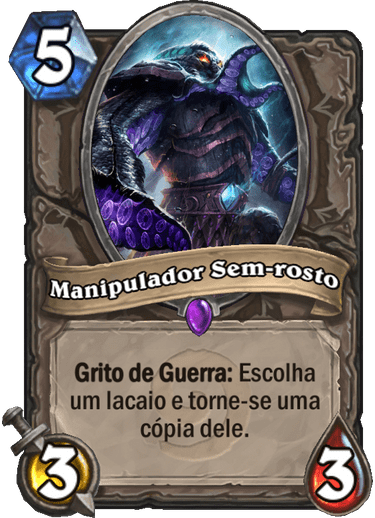 5
Manipulador Sem-rosto
Grito de Guerra: Escolha
um lacaio e torne-se uma
cópia dele.
3
3